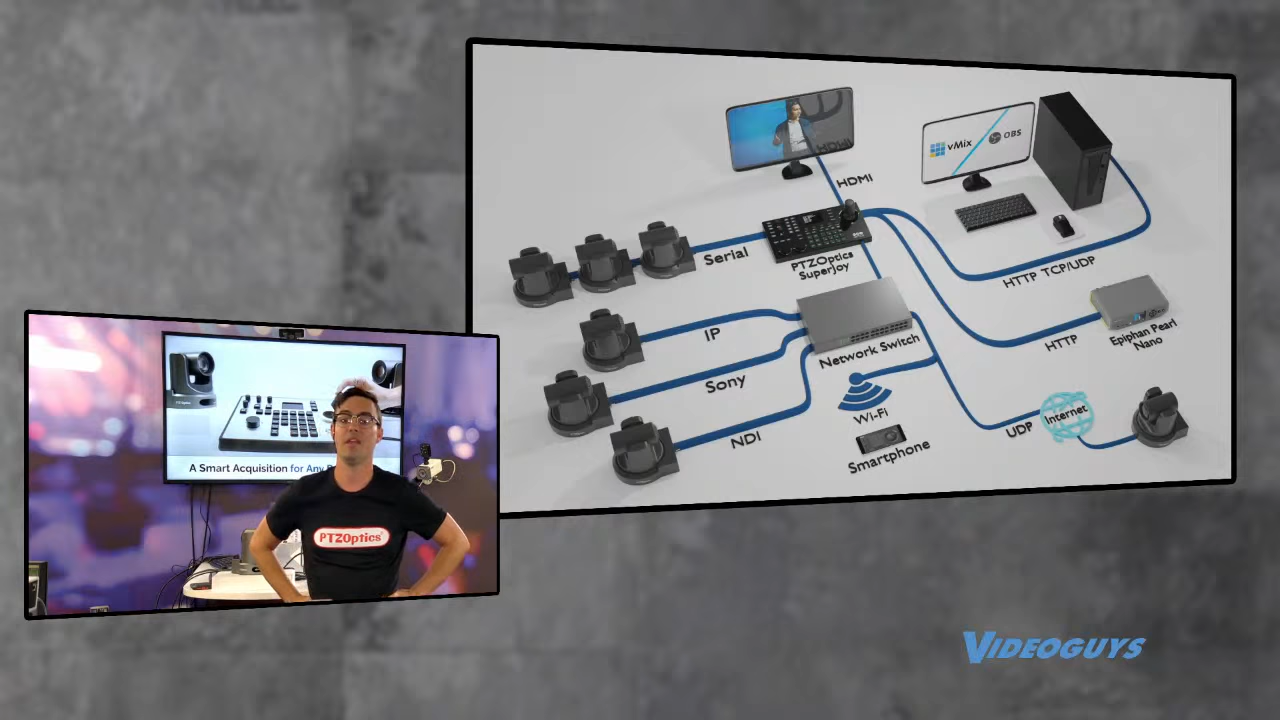 HDMI
vMix
OBS
Serial
PTZOptics
SuperJoy
HTTP TCP/UDP
IP
Network Switch
HTTP
Epiphan Pearl
Nano
Sony
Wi-Fi
UDP
Internet
NDI
Smartphone
A Smart Acquisition for Any
PTZOptics
VIDEOGUYS